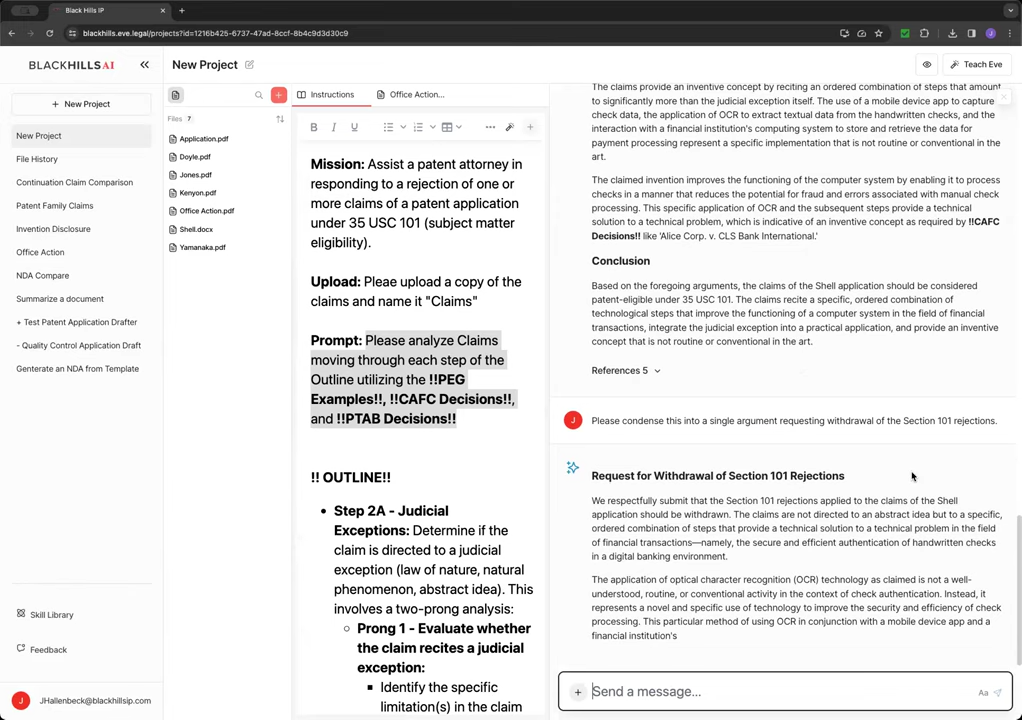 Black Hills IP
blackhills.eve.legal/projects?id=1216b425-6737-47ad-8ccf-8b4c9d3d30c9
J
BLACKHILLS AI
New Project
Teach Eve
+ New Project
New Project
File History
Continuation Claim Comparison
Patent Family Claims
Invention Disclosure
Office Action
NDA Compare
Summarize a document
+ Test Patent Application Drafter
- Quality Control Application Draft
Genterate an NDA from Template
Skill Library
Feedback
J
JHallenbeck@blackhillsip.com
Files 7
Application.pdf
Doyle.pdf
Jones.pdf
Kenyon.pdf
Office Action.pdf
Shell.docx
Yamanaka.pdf
Instructions
Office Action...
B I U
Mission: Assist a patent attorney in
responding to a rejection of one or
more claims of a patent application
under 35 USC 101 (subject matter
eligibility).
Upload: Pleae upload a copy of the
claims and name it "Claims"
Prompt: Please analyze Claims
moving through each step of the
Outline utilizing the !!PEG
Examples!!, !!CAFC Decisions!!,
and !!PTAB Decisions!!
!! OUTLINE!!
• Step 2A - Judicial
Exceptions: Determine if the
claim is directed to a judicial
exception (law of nature, natural
phenomenon, abstract idea). This
involves a two-prong analysis:
Prong 1 - Evaluate whether
the claim recites a judicial
exception:
Identify the specific
limitation(s) in the claim
The claims provide an inventive concept by reciting an ordered combination of steps that amount
to significantly more than the judicial exception itself. The use of a mobile device app to capture
check data, the application of OCR to extract textual data from the handwritten checks, and the
interaction with a financial institution's computing system to store and retrieve the data for
payment processing represent a specific implementation that is not routine or conventional in the
art.
The claimed invention improves the functioning of the computer system by enabling it to process
checks in a manner that reduces the potential for fraud and errors associated with manual check
processing. This specific application of OCR and the subsequent steps provide a technical
solution to a technical problem, which is indicative of an inventive concept as required by !!CAFC
Decisions!! like 'Alice Corp. v. CLS Bank International.'
Conclusion
Based on the foregoing arguments, the claims of the Shell application should be considered
patent-eligible under 35 USC 101. The claims recite a specific, ordered combination of
technological steps that improve the functioning of a computer system in the field of financial
transactions, integrate the judicial exception into a practical application, and provide an inventive
concept that is not routine or conventional in the art.
References 5
J
Please condense this into a single argument requesting withdrawal of the Section 101 rejections.
Request for Withdrawal of Section 101 Rejections
We respectfully submit that the Section 101 rejections applied to the claims of the Shell
application should be withdrawn. The claims are not directed to an abstract idea but to a specific,
ordered combination of steps that provide a technical solution to a technical problem in the field
of financial transactions—namely, the secure and efficient authentication of handwritten checks
in a digital banking environment.
The application of optical character recognition (OCR) technology as claimed is not a well-
understood, routine, or conventional activity in the context of check authentication. Instead, it
represents a novel and specific use of technology to improve the security and efficiency of check
processing. This particular method of using OCR in conjunction with a mobile device app and a
financial institution's
Send a message...
Aa